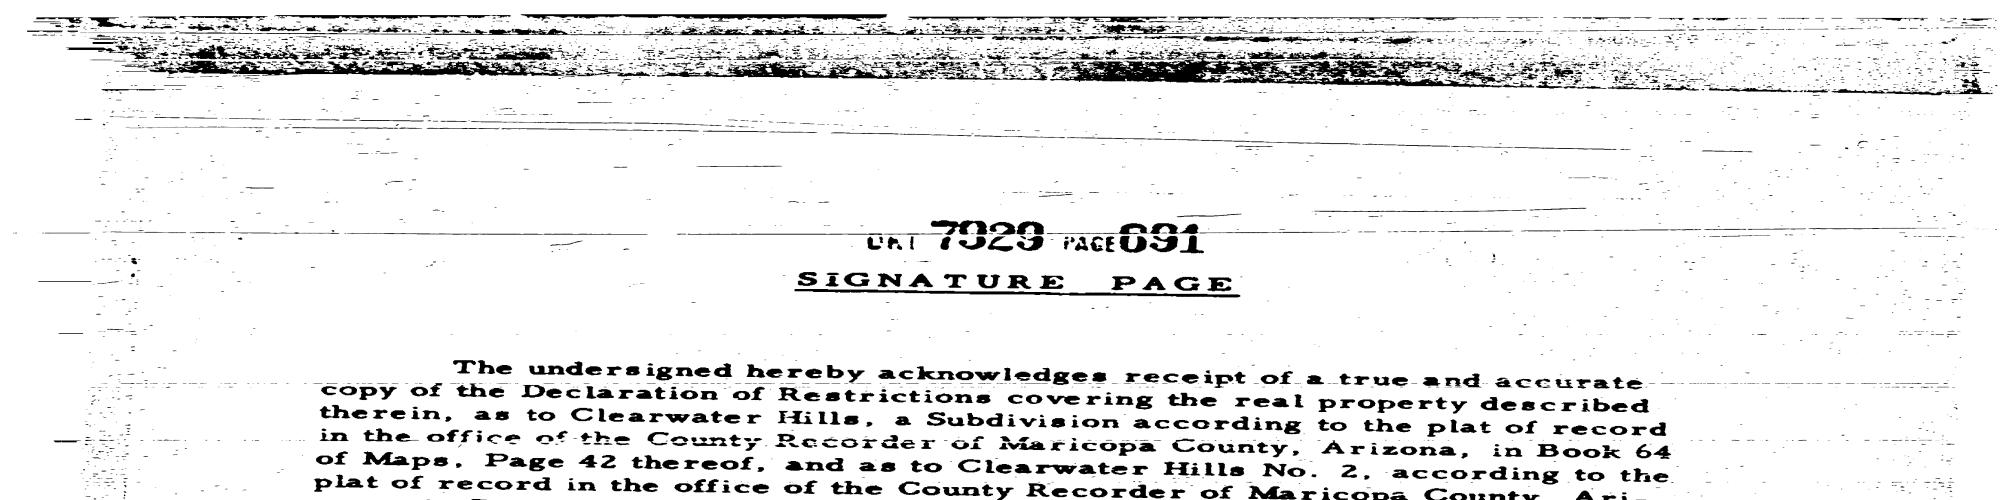 DKT 7929 PAGE 691
SIGNATURE PAGE
The undersigned hereby acknowledges receipt of a true and accurate
copy of the Declaration of Restrictions covering the real property described
therein, as to Clearwater Hills, a Subdivision according to the plat of record
in the office of the County Recorder of Maricopa County, Arizona, in Book 64
of Maps, Page 42 thereof, and as to Clearwater Hills No. 2, according to the
plat of record in the office of the County Recorder of Maricopa County, Ari-